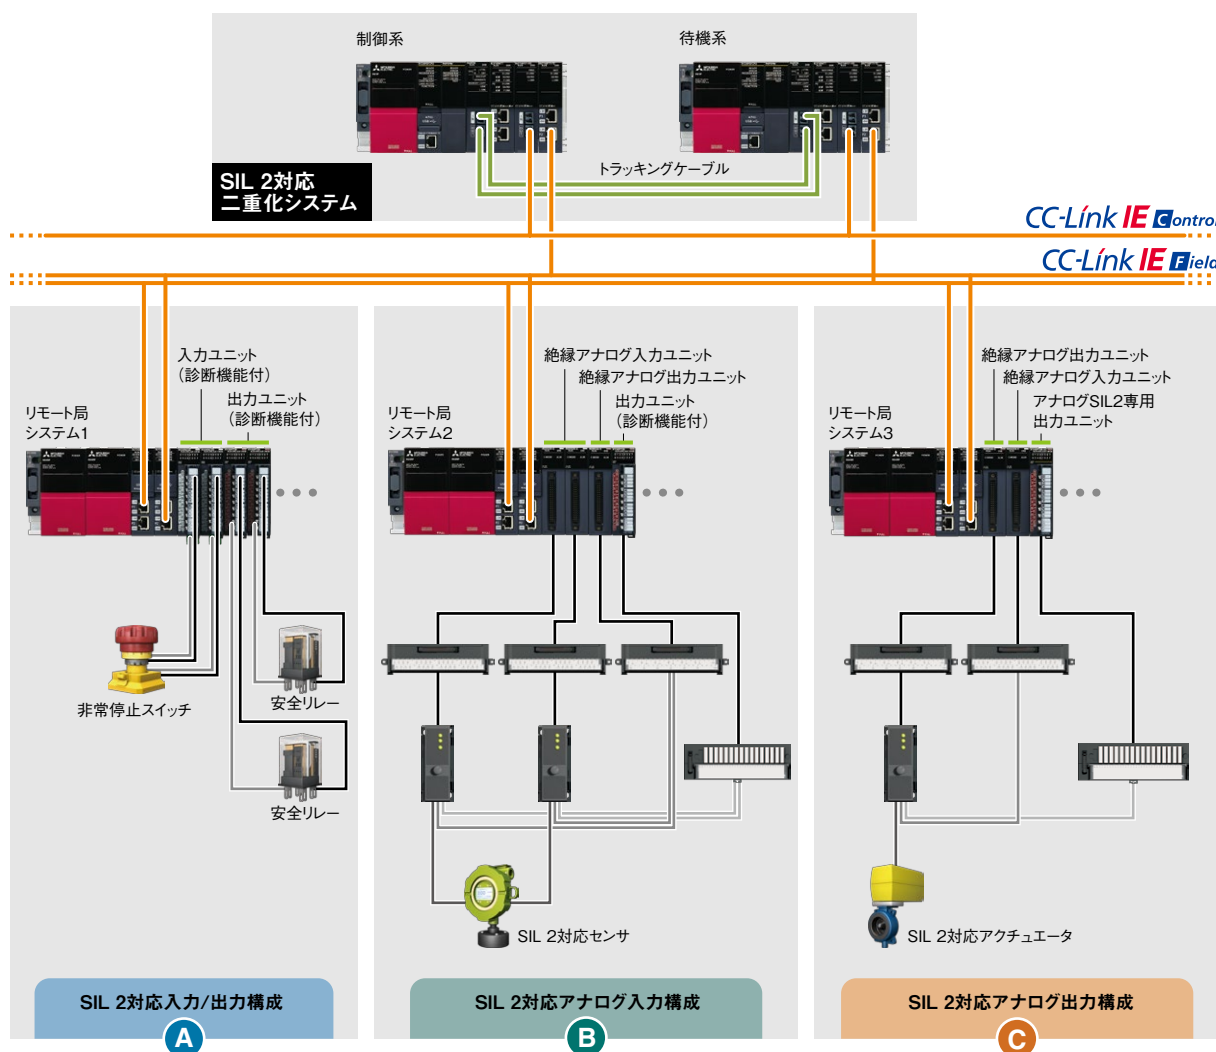 制御系
待機系
トラッキングケーブル
SIL 2対応
二重化システム
CC-Link IE Control
CC-Link IE Field
入力ユニット
(診断機能付)
出力ユニット
(診断機能付)
リモート局
システム1
非常停止スイッチ
安全リレー
安全リレー
SIL 2対応入力/出力構成
A
絶縁アナログ入力ユニット
絶縁アナログ出力ユニット
出力ユニット
(診断機能付)
リモート局
システム2
SIL 2対応センサ
SIL 2対応アナログ入力構成
B
絶縁アナログ出力ユニット
絶縁アナログ入力ユニット
アナログSIL2専用
出力ユニット
リモート局
システム3
SIL 2対応アクチュエータ
SIL 2対応アナログ出力構成
C